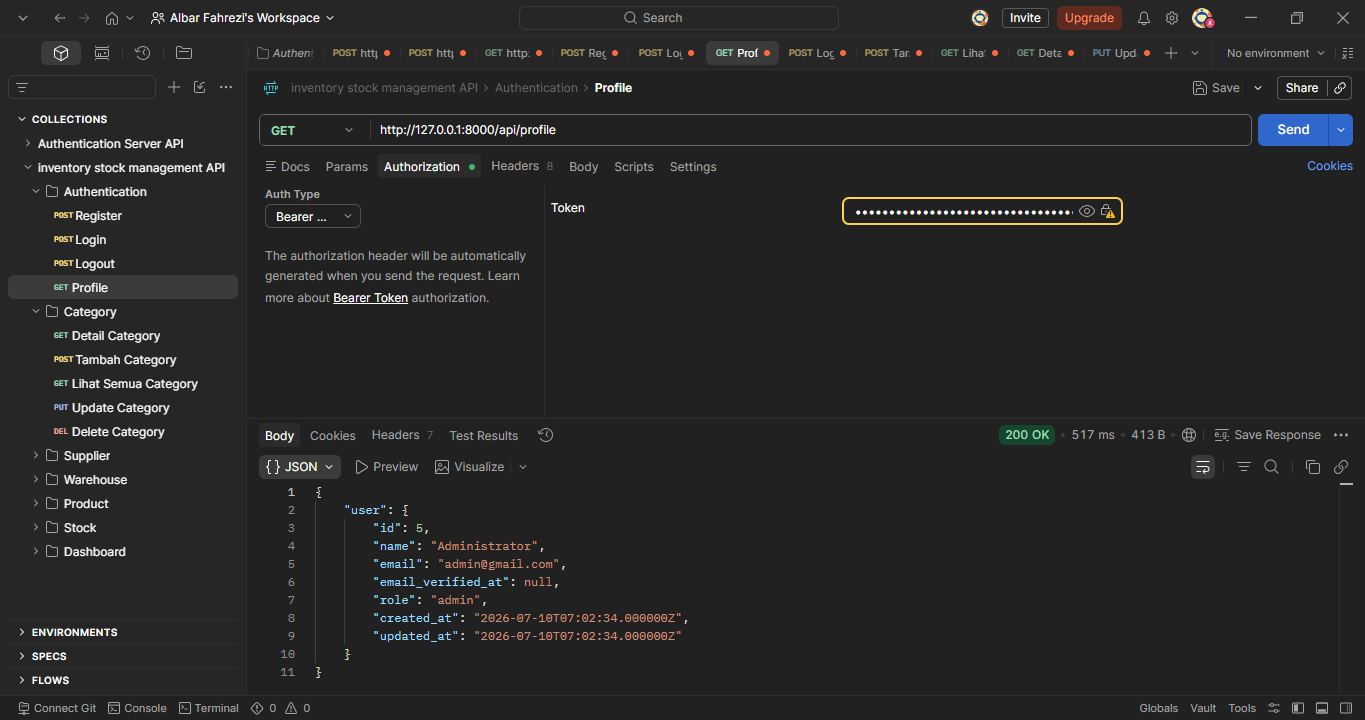 Albar Fahrezi's Workspace
Search
Invite
Upgrade
Authent
POST http
POST http
GET http:
POST Reg
POST Log
GET Prof
POST Log
POST Tan
GET Liha
GET Deta
PUT Upd
No environment
inventory stock management API > Authentication > Profile
Save
Share
COLLECTIONS
Authentication Server API
inventory stock management API
Authentication
POST Register
POST Login
POST Logout
GET Profile
Category
GET Detail Category
POST Tambah Category
GET Lihat Semua Category
PUT Update Category
DEL Delete Category
Supplier
Warehouse
Product
Stock
Dashboard
ENVIRONMENTS
SPECS
FLOWS
HTTP
GET
http://127.0.0.1:8000/api/profile
Send
Docs
Params
Authorization
Headers 8
Body
Scripts
Settings
Cookies
Auth Type
Bearer ...
The authorization header will be automatically
generated when you send the request. Learn
more about Bearer Token authorization.
Token
Body
Cookies
Headers 7
Test Results
200 OK
517 ms
413 B
e.g. Save Response
{} JSON
Preview
Visualize
1 {
2 "user": {
3 "id": 5,
4 "name": "Administrator",
5 "email": "admin@gmail.com",
6 "email_verified_at": null,
7 "role": "admin",
8 "created_at": "2026-07-10T07:02:34.000000Z",
9 "updated_at": "2026-07-10T07:02:34.000000Z"
10 }
11 }
Connect Git
Console
Terminal
0
0
Globals
Vault
Tools